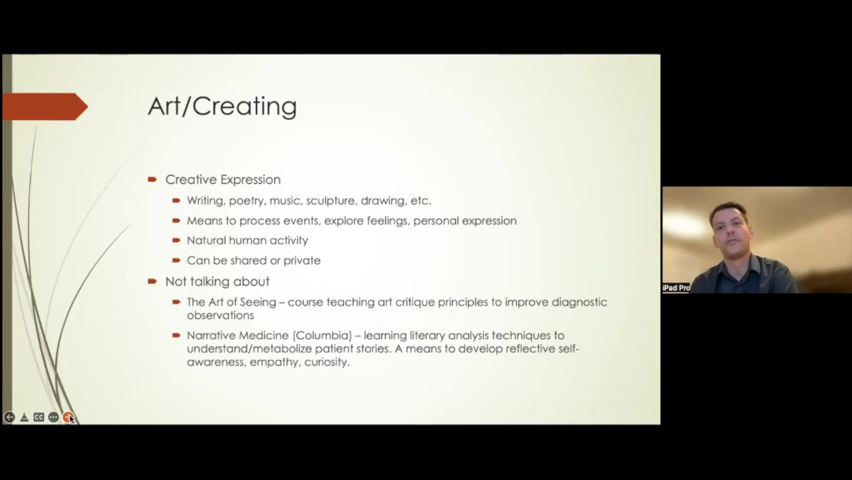 Art/Creating
Creative Expression
Writing, poetry, music, sculpture, drawing, etc.
Means to process events, explore feelings, personal expression
Natural human activity
Can be shared or private
Not talking about
The Art of Seeing – course teaching art critique principles to improve diagnostic
observations
Narrative Medicine (Columbia) – learning literary analysis techniques to
understand/metabolize patient stories. A means to develop reflective self-
awareness, empathy, curiosity.
iPad Pro
CC